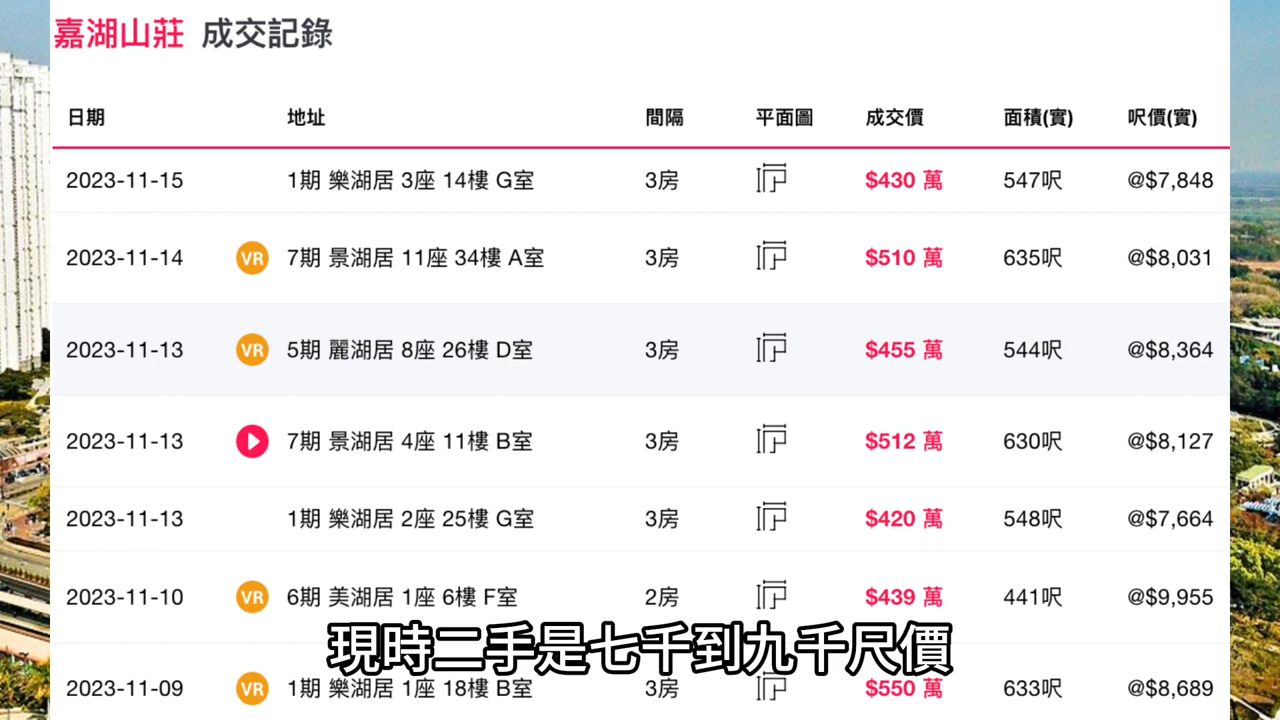 嘉湖山莊 成交記錄
日期 地址 間隔 平面圖 成交價 面積(實) 呎價(實)
2023-11-15 1期 樂湖居 3座 14樓 G室 3房 $430 萬 547呎 @$7,848
2023-11-14 VR 7期 景湖居 11座 34樓 A室 3房 $510 萬 635呎 @$8,031
2023-11-13 VR 5期 麗湖居 8座 26樓 D室 3房 $455 萬 544呎 @$8,364
2023-11-13 7期 景湖居 4座 11樓 B室 3房 $512 萬 630呎 @$8,127
2023-11-13 1期 樂湖居 2座 25樓 G室 3房 $420 萬 548呎 @$7,664
2023-11-10 VR 6期 美湖居 1座 6樓 F室 2房 $439 萬 441呎 @$9,955
現時二手是七千到九千尺價
2023-11-09 VR 1期 樂湖居 1座 18樓 B室 3房 $550 萬 633呎 @$8,689